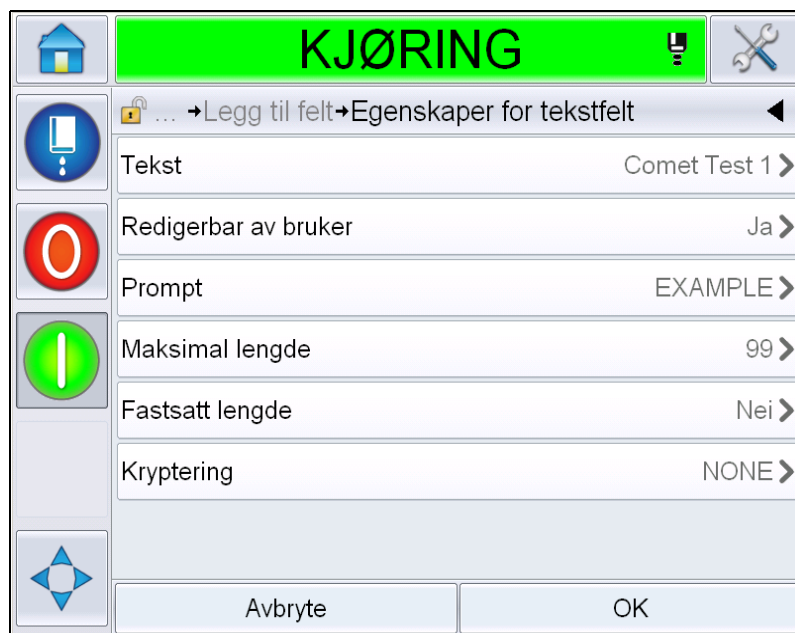 KJØRING
... →Legg til felt→Egenskaper for tekstfelt
Tekst Comet Test 1
Redigerbar av bruker Ja
Prompt EXAMPLE
Maksimal lengde 99
Fastsatt lengde Nei
Kryptering NONE
Avbryte OK